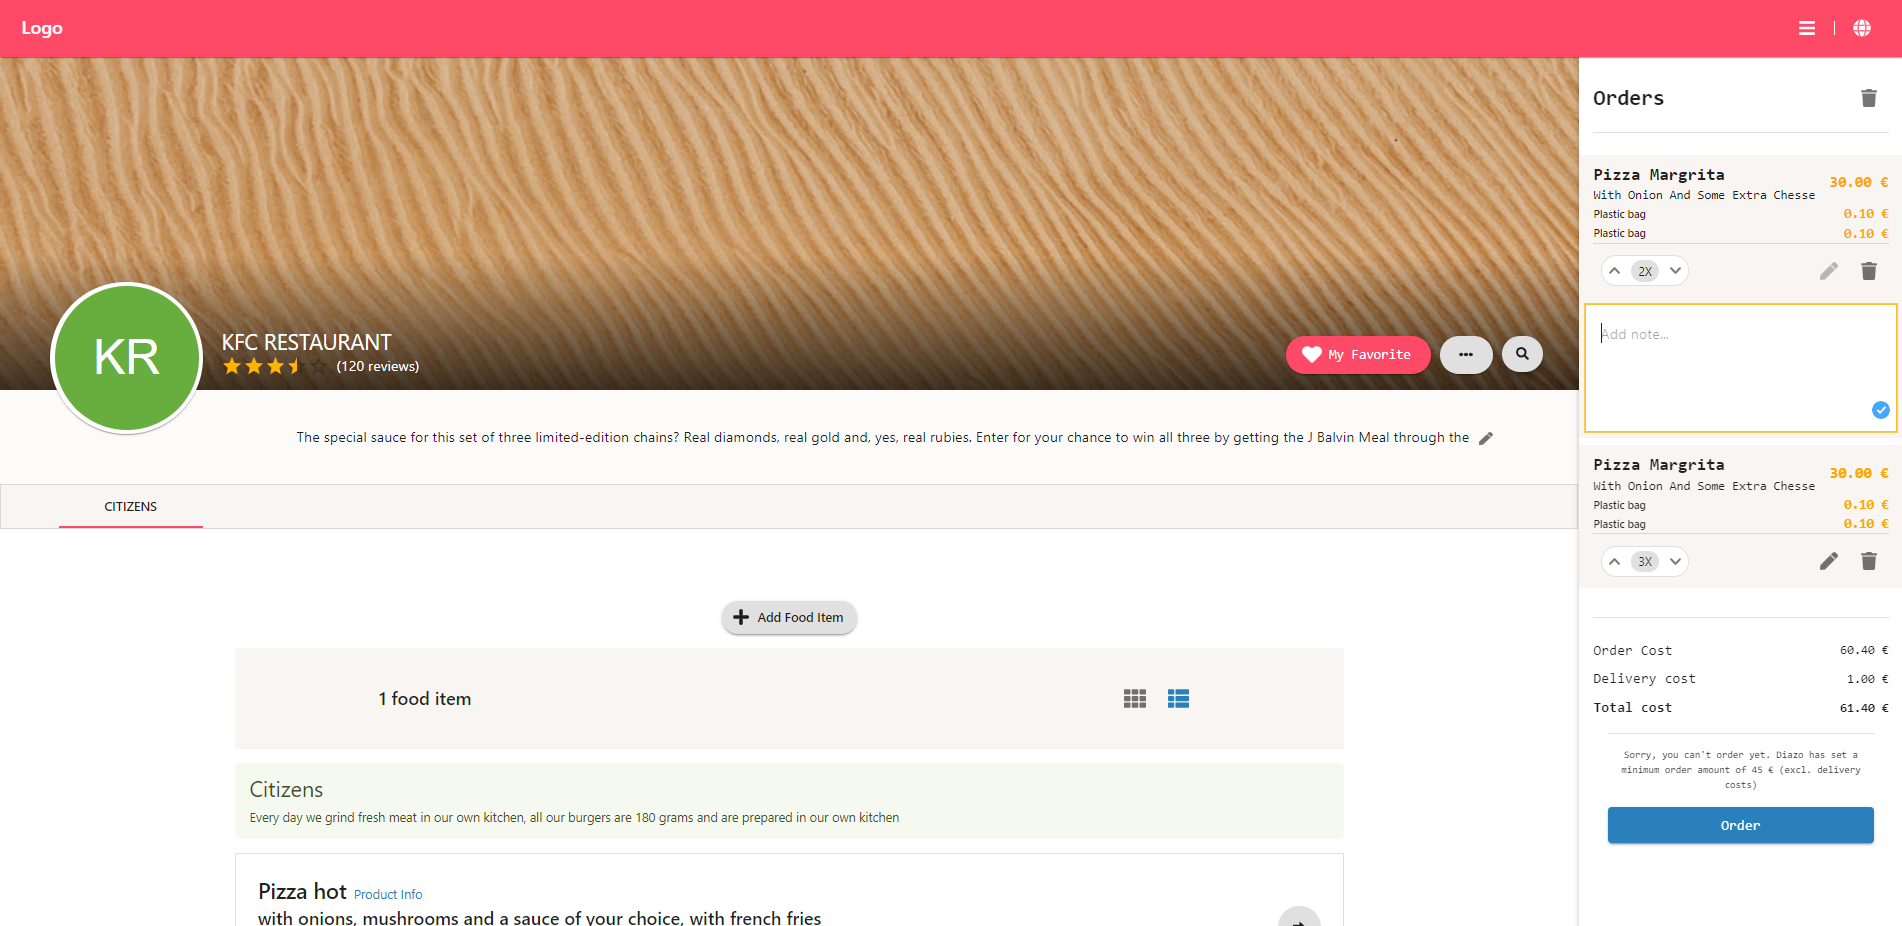 Logo
KR
KFC RESTAURANT
(120 reviews)
My Favorite
The special sauce for this set of three limited-edition chains? Real diamonds, real gold and, yes, real rubies. Enter for your chance to win all three by getting the J Balvin Meal through the
CITIZENS
Add Food Item
1 food item
Citizens
Every day we grind fresh meat in our own kitchen, all our burgers are 180 grams and are prepared in our own kitchen
Pizza hot Product Info
with onions, mushrooms and a sauce of your choice, with french fries
Orders
Pizza Margrita 30.00 €
With Onion And Some Extra Chesse
Plastic bag 0.10 €
Plastic bag 0.10 €
2X
Add note...
Pizza Margrita 30.00 €
With Onion And Some Extra Chesse
Plastic bag 0.10 €
Plastic bag 0.10 €
3X
Order Cost 60.40 €
Delivery cost 1.00 €
Total cost 61.40 €
Sorry, you can't order yet. Diazo has set a
minimum order amount of 45 € (excl. delivery
costs)
Order